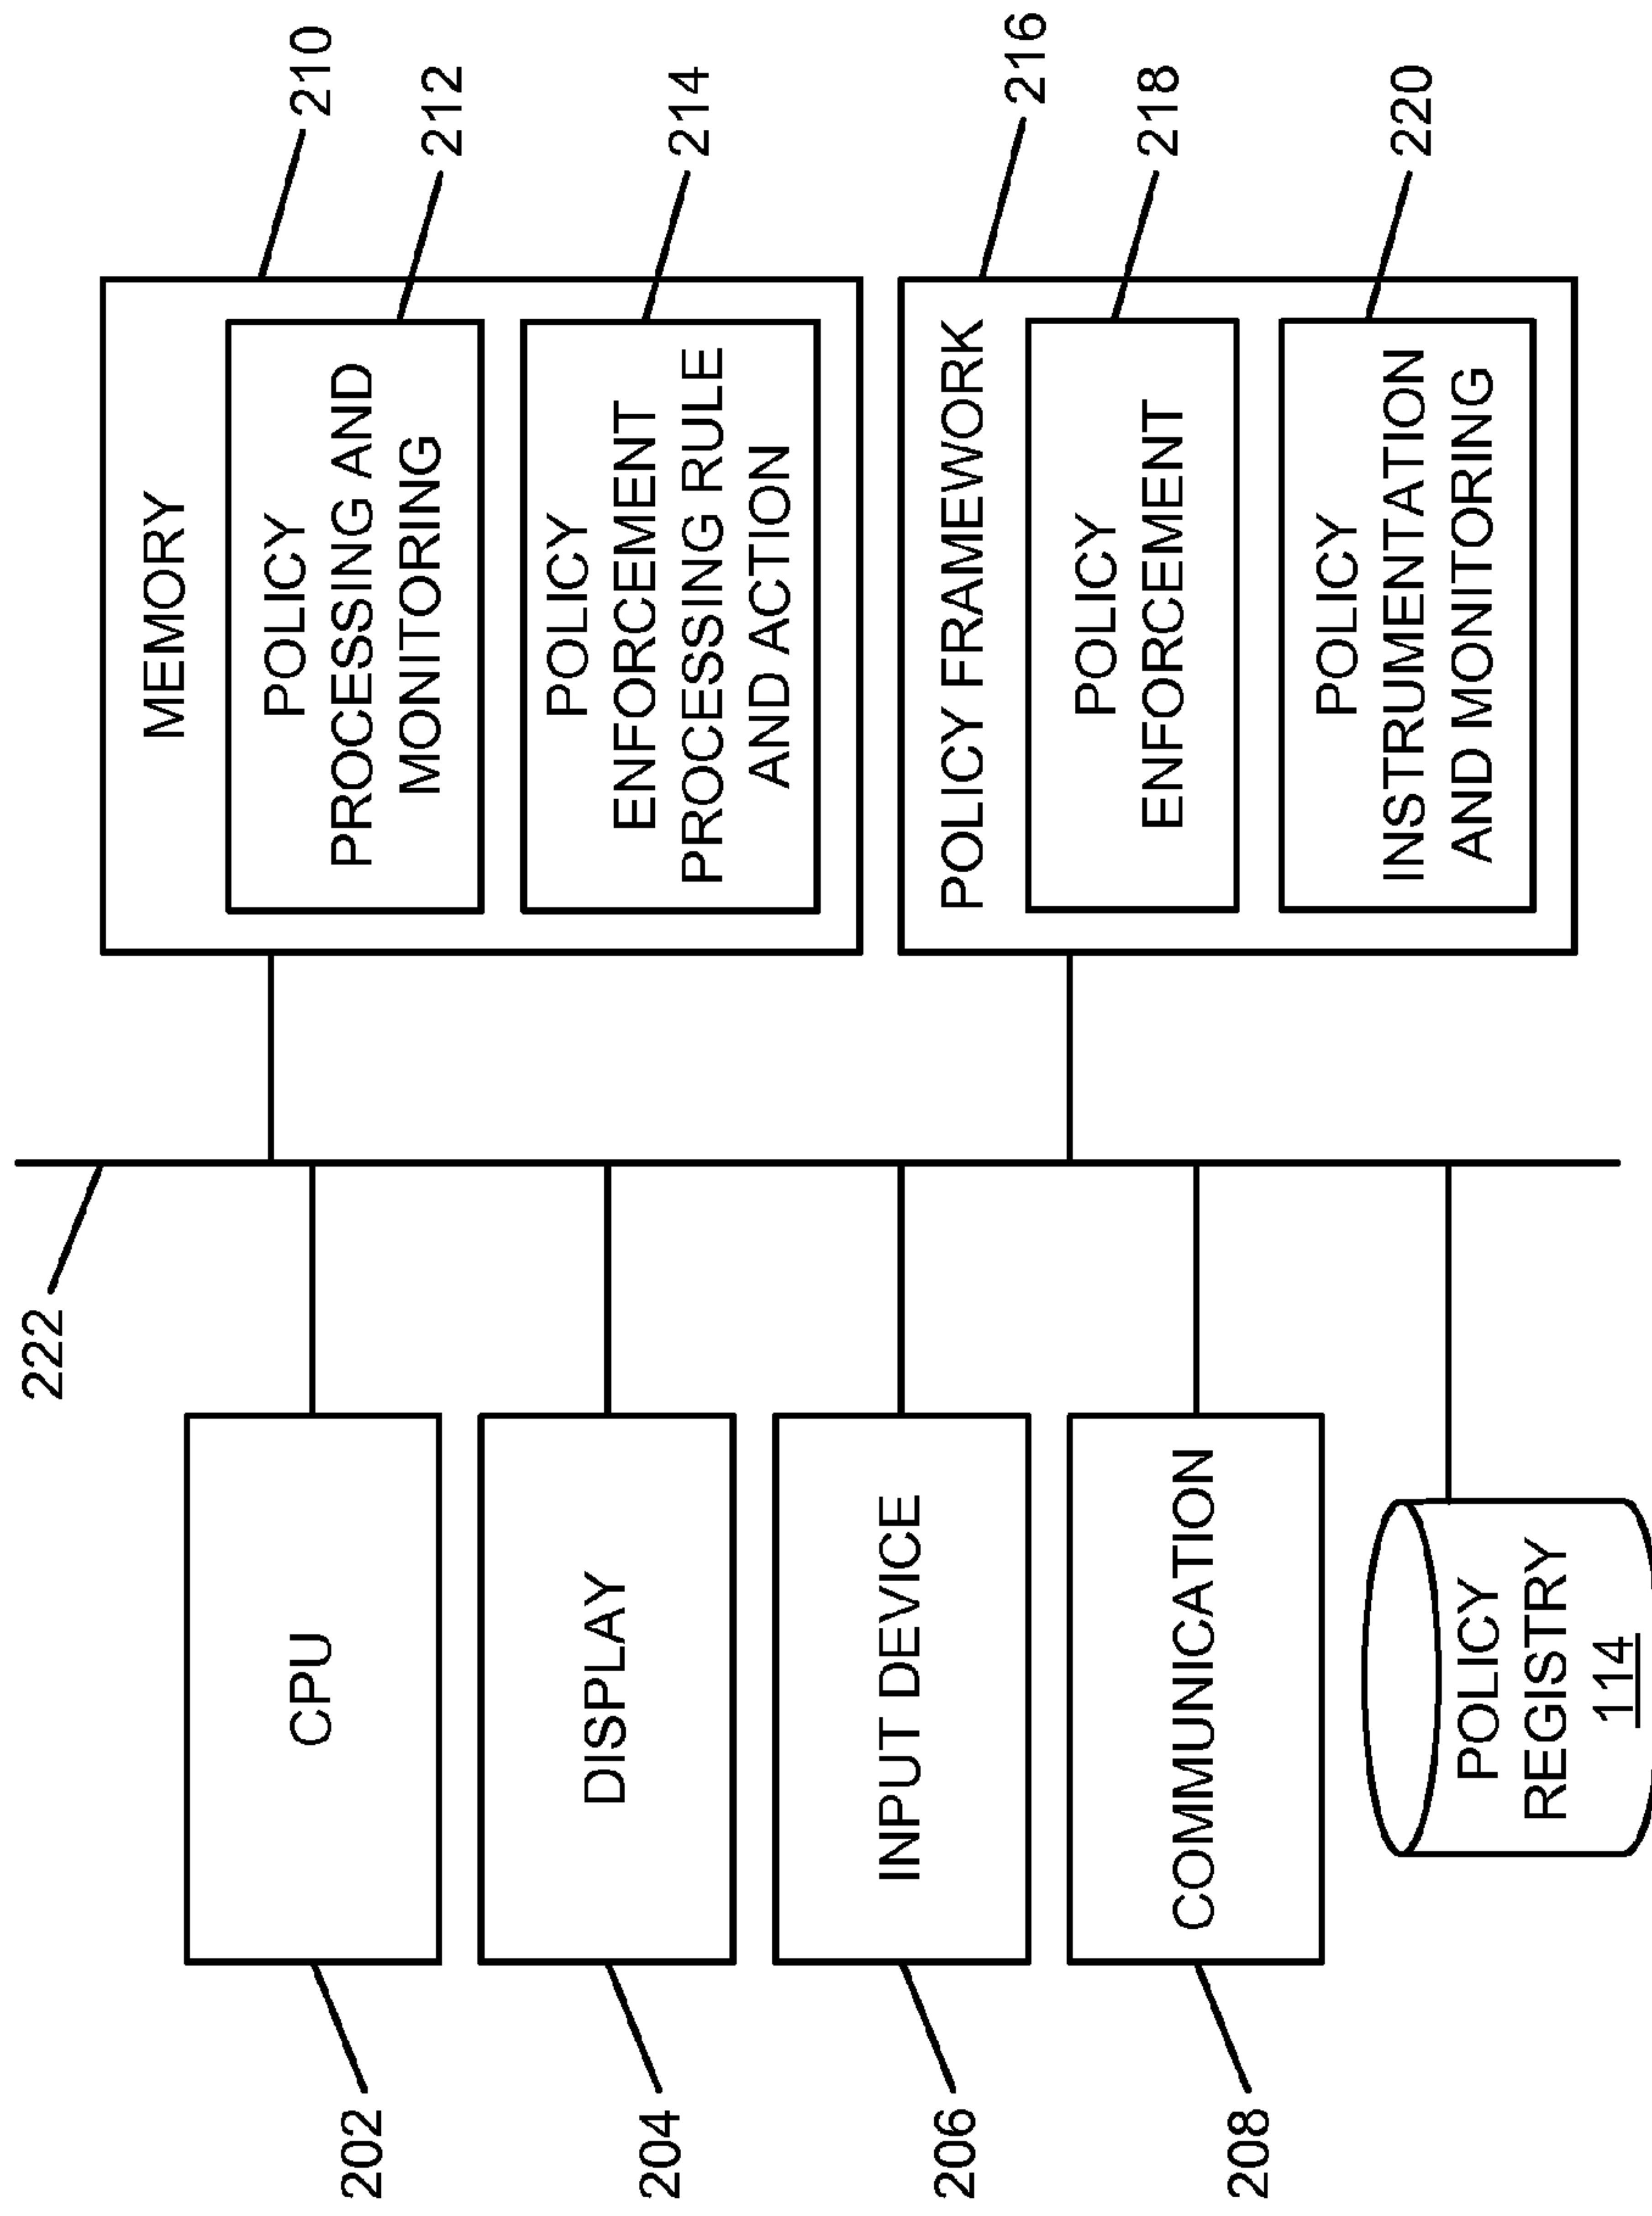 222
202
CPU
204
DISPLAY
206
INPUT DEVICE
208
COMMUNICATION
POLICY
REGISTRY
114
MEMORY
210
POLICY
PROCESSING AND
MONITORING
212
POLICY
ENFORCEMENT
PROCESSING RULE
AND ACTION
214
POLICY FRAMEWORK
216
POLICY
ENFORCEMENT
218
POLICY
INSTRUMENTATION
AND MONITORING
220